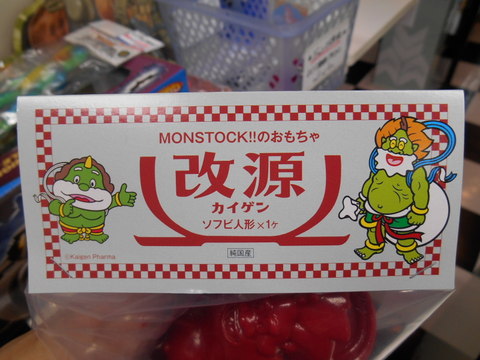 MONSTOCK!!のおもちゃ
改源
カイゲン
ソフビ人形×1ヶ
純国産
©Kaigen Pharma